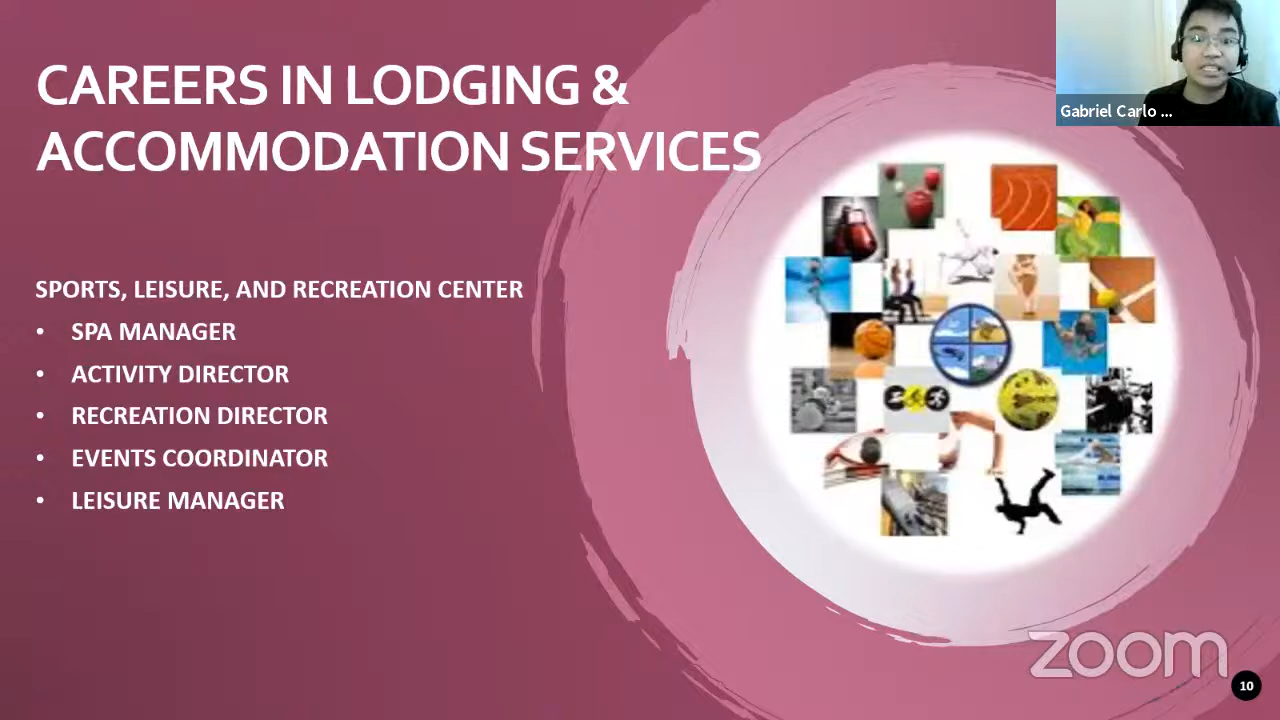 CAREERS IN LODGING &
ACCOMMODATION SERVICES
Gabriel Carlo ...
SPORTS, LEISURE, AND RECREATION CENTER
• SPA MANAGER
• ACTIVITY DIRECTOR
• RECREATION DIRECTOR
• EVENTS COORDINATOR
• LEISURE MANAGER
zoom
10